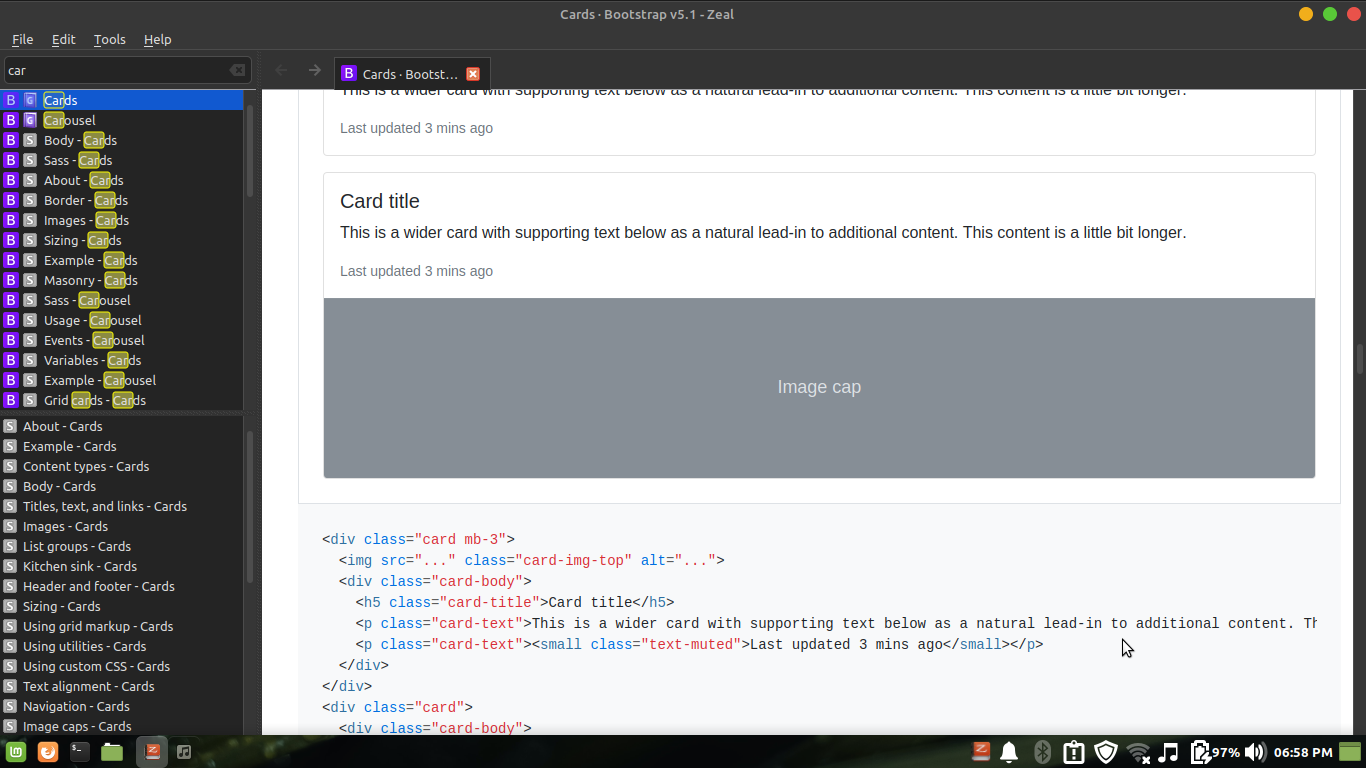 Cards · Bootstrap v5.1 - Zeal
File Edit Tools Help
car
B Cards · Bootst...
B G Cards
B G Carousel
B S Body - Cards
B S Sass - Cards
B S About - Cards
B S Border - Cards
B S Images - Cards
B S Sizing - Cards
B S Example - Cards
B S Masonry - Cards
B S Sass - Carousel
B S Usage - Carousel
B S Events - Carousel
B S Variables - Cards
B S Example - Carousel
B S Grid cards - Cards
S About - Cards
S Example - Cards
S Content types - Cards
S Body - Cards
S Titles, text, and links - Cards
S Images - Cards
S List groups - Cards
S Kitchen sink - Cards
S Header and footer - Cards
S Sizing - Cards
S Using grid markup - Cards
S Using utilities - Cards
S Using custom CSS - Cards
S Text alignment - Cards
S Navigation - Cards
S Image caps - Cards
This is a wider card with supporting text below as a natural lead-in to additional content. This content is a little bit longer.
Last updated 3 mins ago
Card title
This is a wider card with supporting text below as a natural lead-in to additional content. This content is a little bit longer.
Last updated 3 mins ago
Image cap
<div class="card mb-3">
  <img src="..." class="card-img-top" alt="...">
  <div class="card-body">
    <h5 class="card-title">Card title</h5>
    <p class="card-text">This is a wider card with supporting text below as a natural lead-in to additional content. Th
    <p class="card-text"><small class="text-muted">Last updated 3 mins ago</small></p>
  </div>
</div>
<div class="card">
  <div class="card-body">
97% 06:58 PM